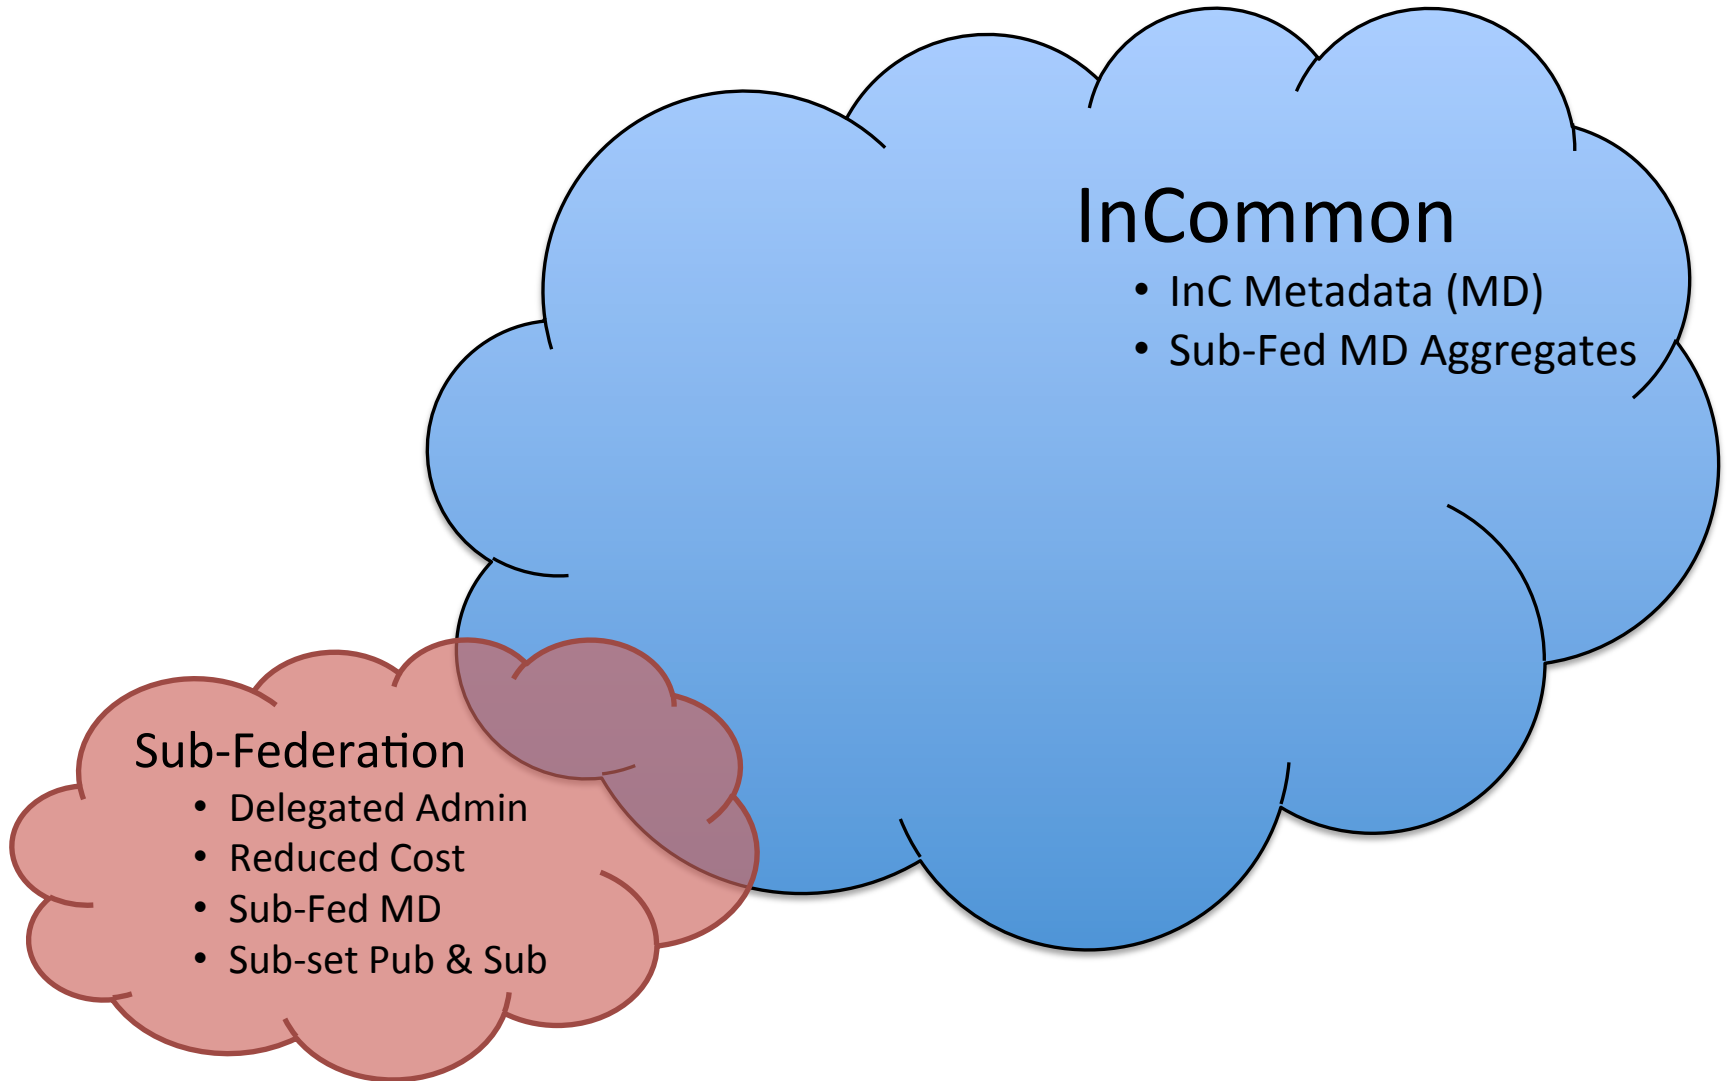 InCommon
• InC Metadata (MD)
• Sub-Fed MD Aggregates
Sub-Federation
• Delegated Admin
• Reduced Cost
• Sub-Fed MD
• Sub-set Pub & Sub